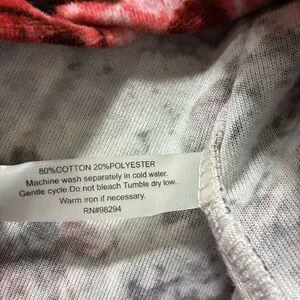 80%COTTON 20%POLYESTER
Machine wash separately in cold water.
Gentle cycle.Do not bleach Tumble dry low.
Warm iron if necessary.
RN#98294